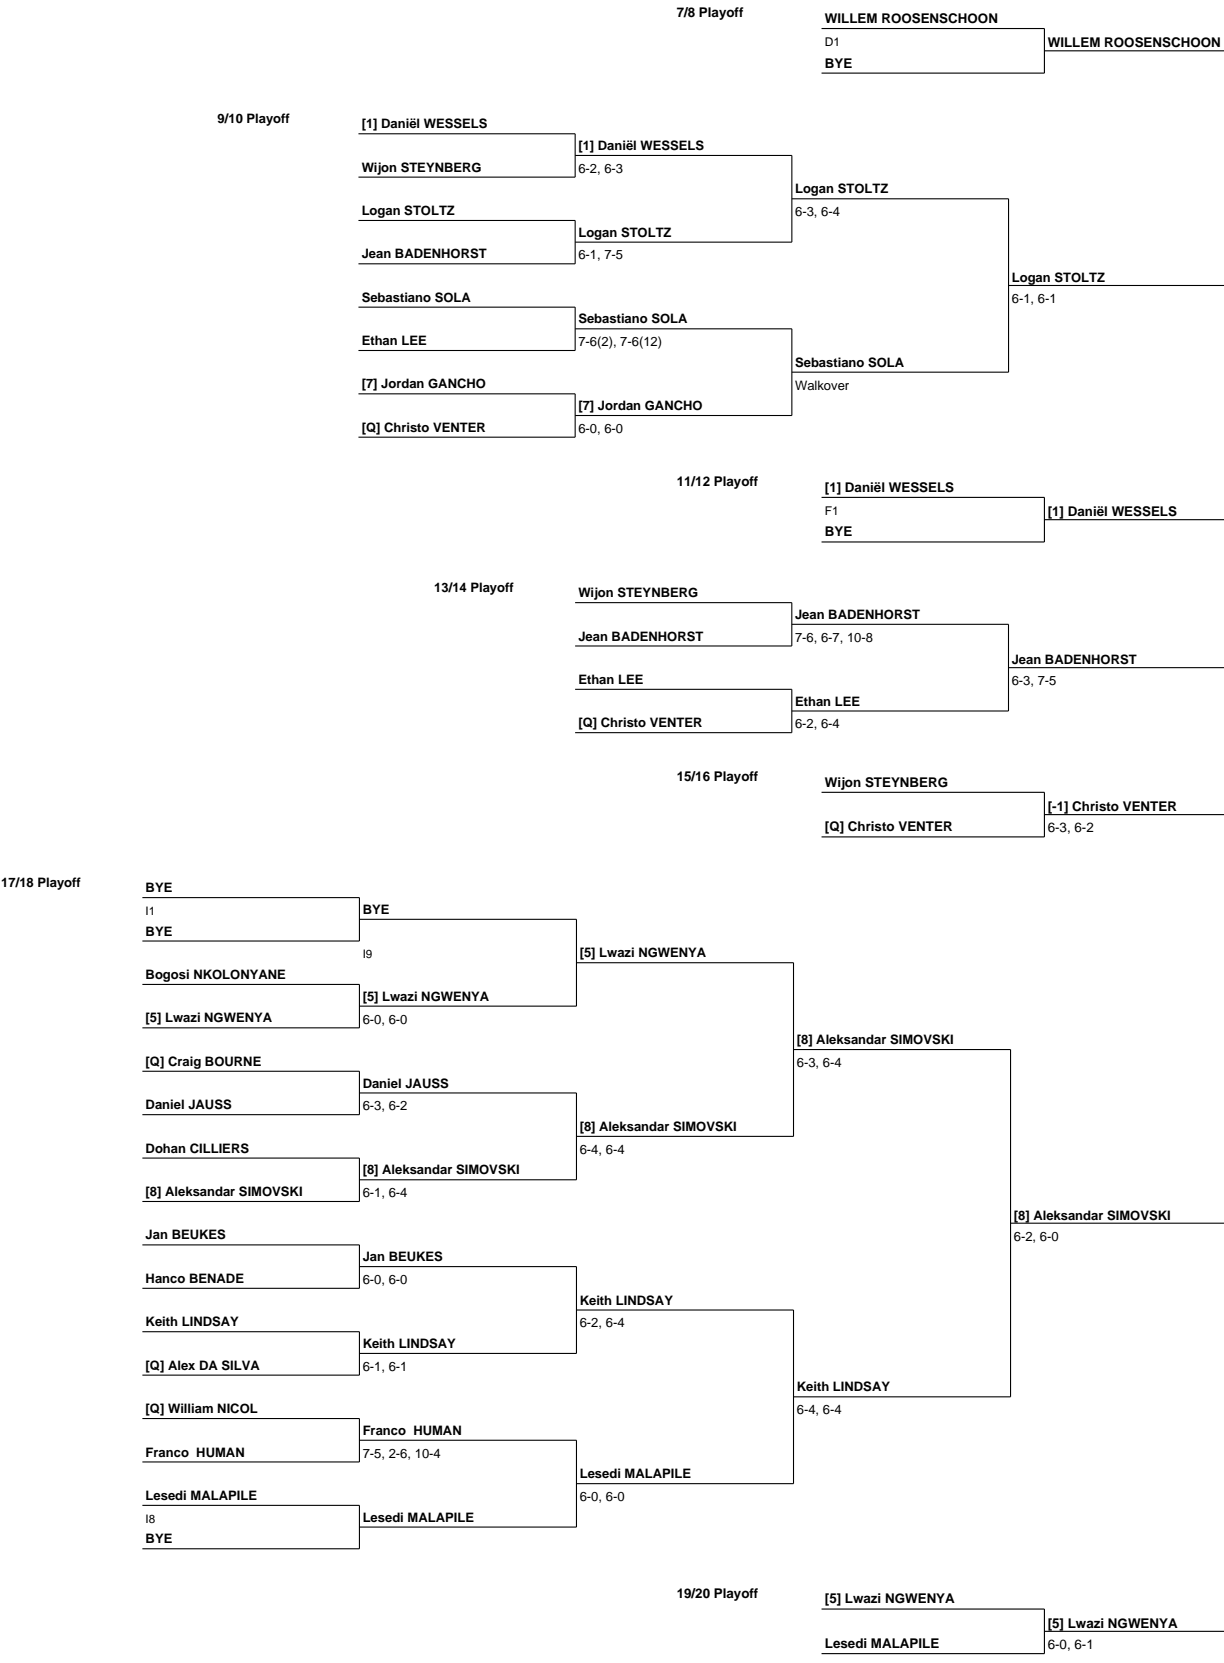 7/8 Playoff
WILLEM ROOSENSCHOON
D1
WILLEM ROOSENSCHOON
BYE
9/10 Playoff
[1] Daniël WESSELS
[1] Daniël WESSELS
Wijon STEYNBERG
6-2, 6-3
Logan STOLTZ
Logan STOLTZ
6-3, 6-4
Logan STOLTZ
Jean BADENHORST
6-1, 7-5
Logan STOLTZ
Sebastiano SOLA
6-1, 6-1
Sebastiano SOLA
Ethan LEE
7-6(2), 7-6(12)
Sebastiano SOLA
[7] Jordan GANCHO
Walkover
[7] Jordan GANCHO
[Q] Christo VENTER
6-0, 6-0
11/12 Playoff
[1] Daniël WESSELS
F1
[1] Daniël WESSELS
BYE
13/14 Playoff
Wijon STEYNBERG
Jean BADENHORST
Jean BADENHORST
7-6, 6-7, 10-8
Jean BADENHORST
Ethan LEE
6-3, 7-5
Ethan LEE
[Q] Christo VENTER
6-2, 6-4
15/16 Playoff
Wijon STEYNBERG
[-1] Christo VENTER
[Q] Christo VENTER
6-3, 6-2
17/18 Playoff
BYE
I1
BYE
BYE
I9
[5] Lwazi NGWENYA
Bogosi NKOLONYANE
[5] Lwazi NGWENYA
[5] Lwazi NGWENYA
6-0, 6-0
[8] Aleksandar SIMOVSKI
[Q] Craig BOURNE
6-3, 6-4
Daniel JAUSS
Daniel JAUSS
6-3, 6-2
[8] Aleksandar SIMOVSKI
Dohan CILLIERS
6-4, 6-4
[8] Aleksandar SIMOVSKI
[8] Aleksandar SIMOVSKI
6-1, 6-4
[8] Aleksandar SIMOVSKI
Jan BEUKES
6-2, 6-0
Jan BEUKES
Hanco BENADE
6-0, 6-0
Keith LINDSAY
Keith LINDSAY
6-2, 6-4
Keith LINDSAY
[Q] Alex DA SILVA
6-1, 6-1
Keith LINDSAY
[Q] William NICOL
6-4, 6-4
Franco  HUMAN
Franco  HUMAN
7-5, 2-6, 10-4
Lesedi MALAPILE
Lesedi MALAPILE
6-0, 6-0
I8
Lesedi MALAPILE
BYE
19/20 Playoff
[5] Lwazi NGWENYA
[5] Lwazi NGWENYA
Lesedi MALAPILE
6-0, 6-1